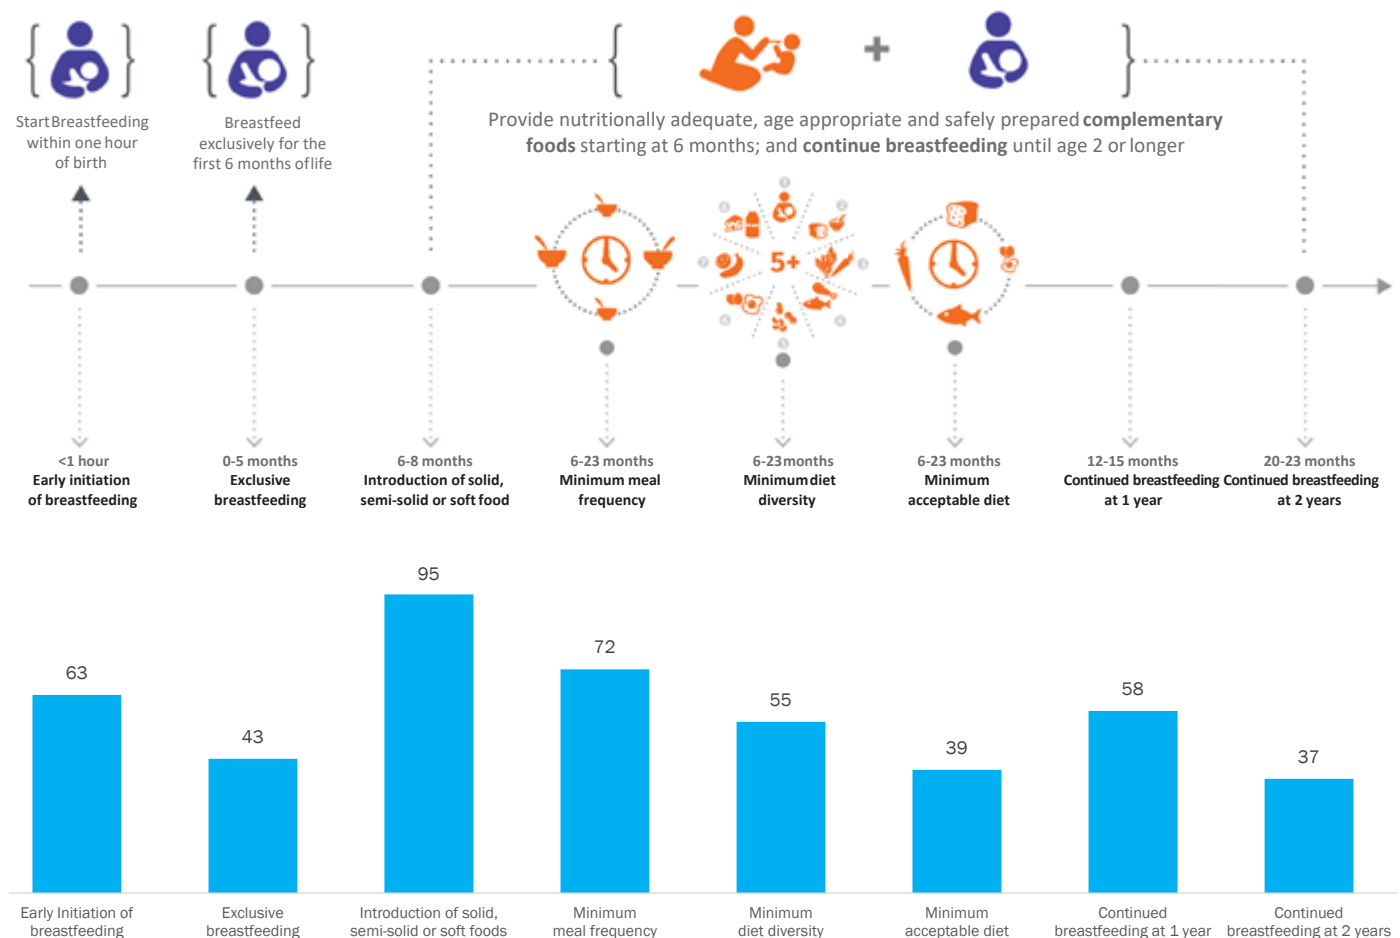 Start Breastfeeding
within one hour
of birth
Breastfeed
exclusively for the
first 6 months of life
Provide nutritionally adequate, age appropriate and safely prepared complementary
foods starting at 6 months; and continue breastfeeding until age 2 or longer
5+
<1 hour
Early initiation
of breastfeeding
0-5 months
Exclusive
breastfeeding
6-8 months
Introduction of solid,
semi-solid or soft food
6-23 months
Minimum meal
frequency
6-23 months
Minimum diet
diversity
6-23 months
Minimum
acceptable diet
12-15 months
Continued breastfeeding
at 1 year
20-23 months
Continued breastfeeding
at 2 years
63
43
95
72
55
39
58
37
Early Initiation of
breastfeeding
Exclusive
breastfeeding
Introduction of solid,
semi-solid or soft foods
Minimum
meal frequency
Minimum
diet diversity
Minimum
acceptable diet
Continued
breastfeeding at 1 year
Continued
breastfeeding at 2 years